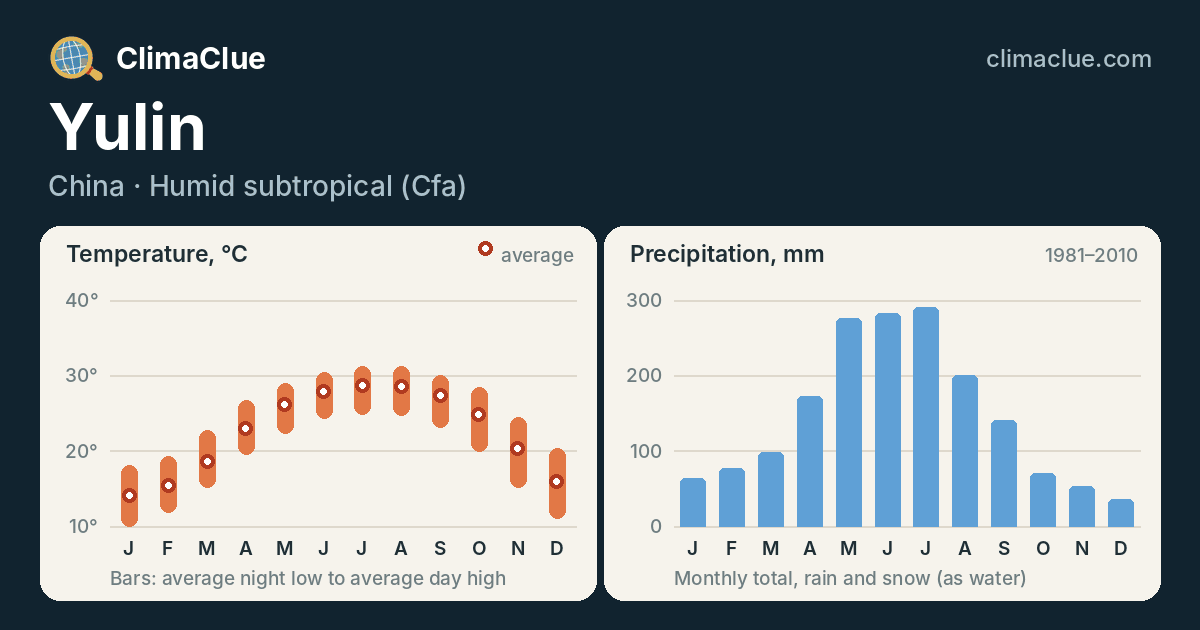 ClimaClue
climaclue.com
Yulin
China · Humid subtropical (Cfa)
Temperature, °C
average
40°
30°
20°
10°
J F M A M J J A S O N D
Bars: average night low to average day high
Precipitation, mm
1981–2010
300
200
100
0
J F M A M J J A S O N D
Monthly total, rain and snow (as water)